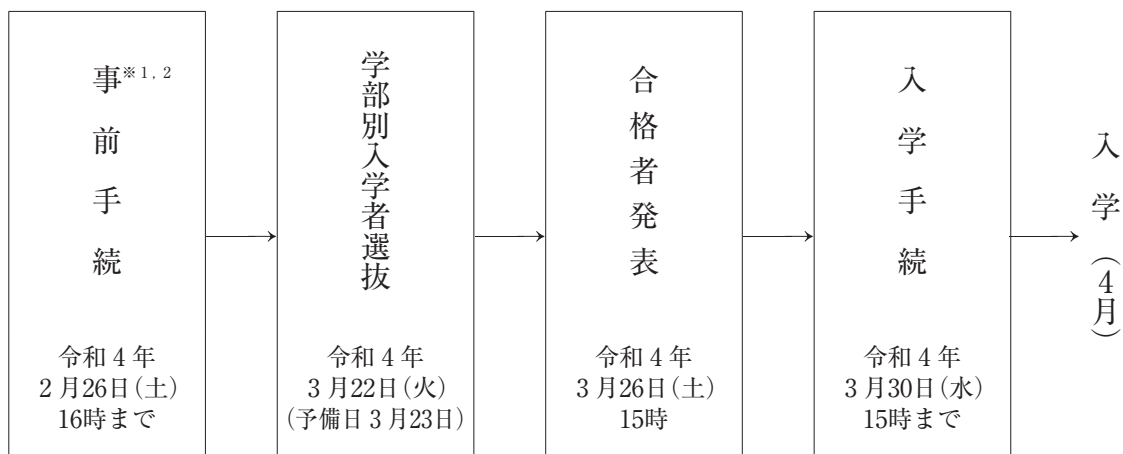 事※1,2前手続
令和4年
2月26日(土)
16時まで
学部別入学者選抜
令和4年
3月22日(火)
(予備日3月23日)
合格者発表
令和4年
3月26日(土)
15時
入学手続
令和4年
3月30日(水)
15時まで
入学(4月)